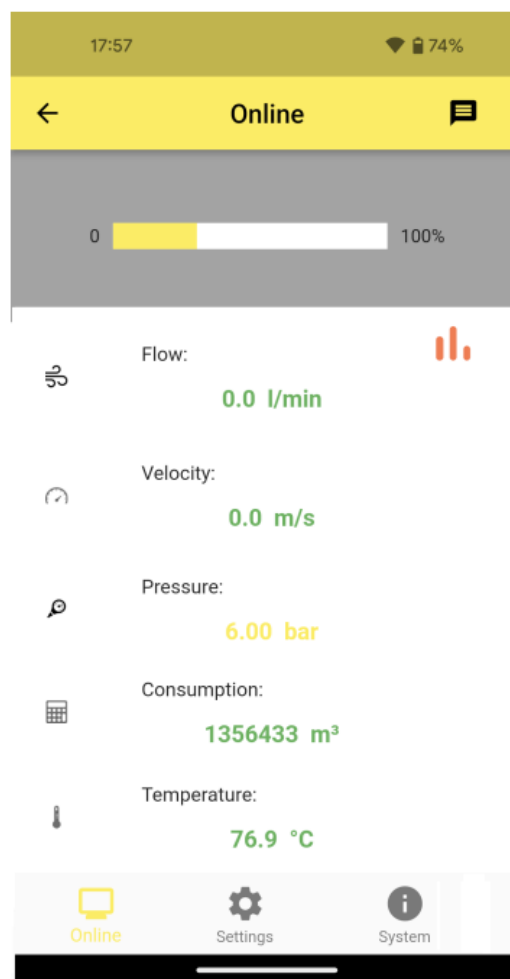 17:57 74%
Online
0 100%
Flow:
0.0 l/min
Velocity:
0.0 m/s
Pressure:
6.00 bar
Consumption:
1356433 m³
Temperature:
76.9 °C
Online Settings System